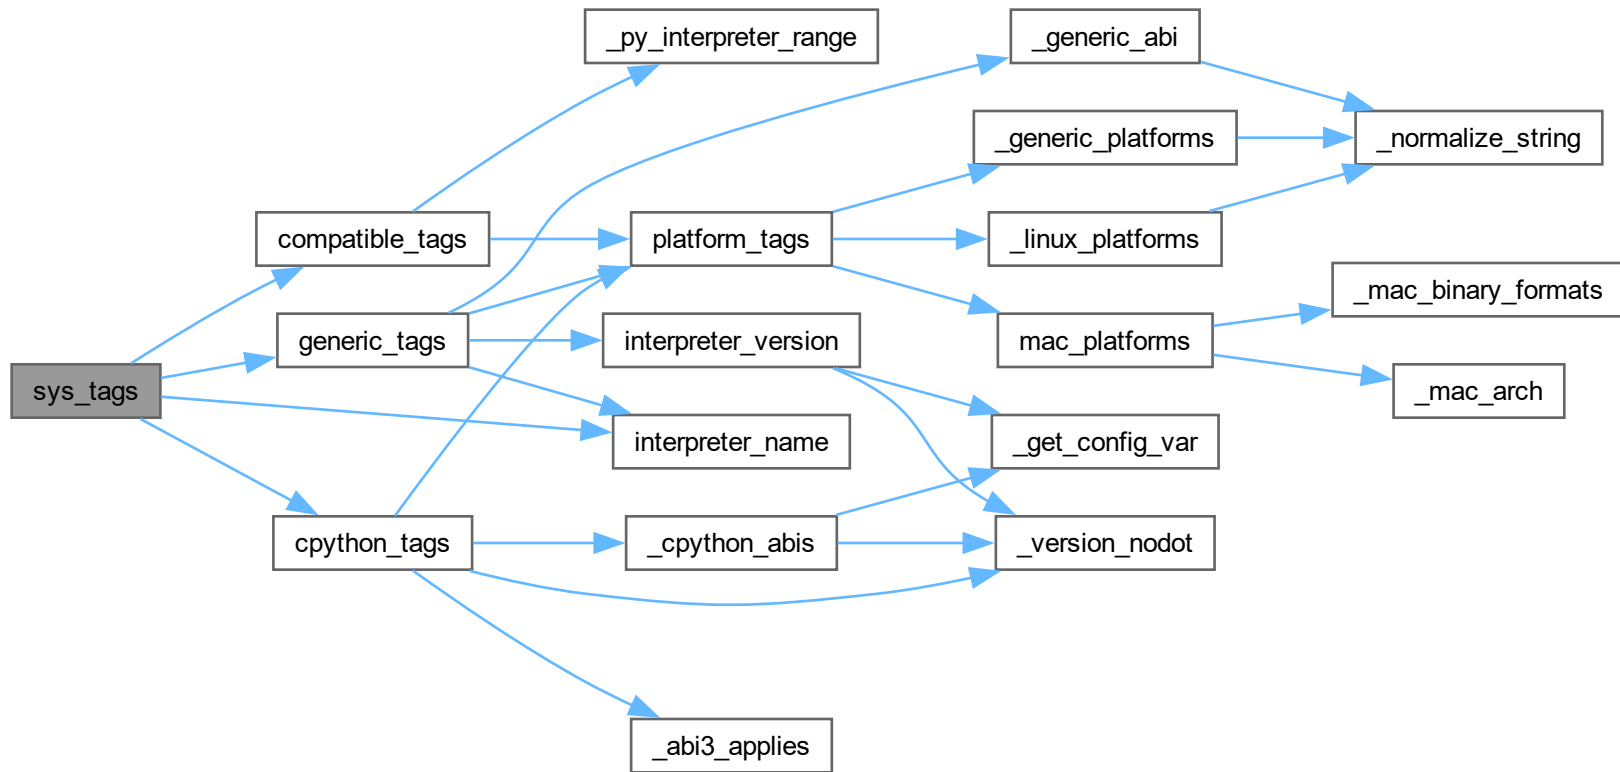 _py_interpreter_range
_generic_abi
_generic_platforms
_normalize_string
compatible_tags
platform_tags
_linux_platforms
_mac_binary_formats
generic_tags
interpreter_version
mac_platforms
sys_tags
_mac_arch
interpreter_name
_get_config_var
cpython_tags
_cpython_abis
_version_nodot
_abi3_applies